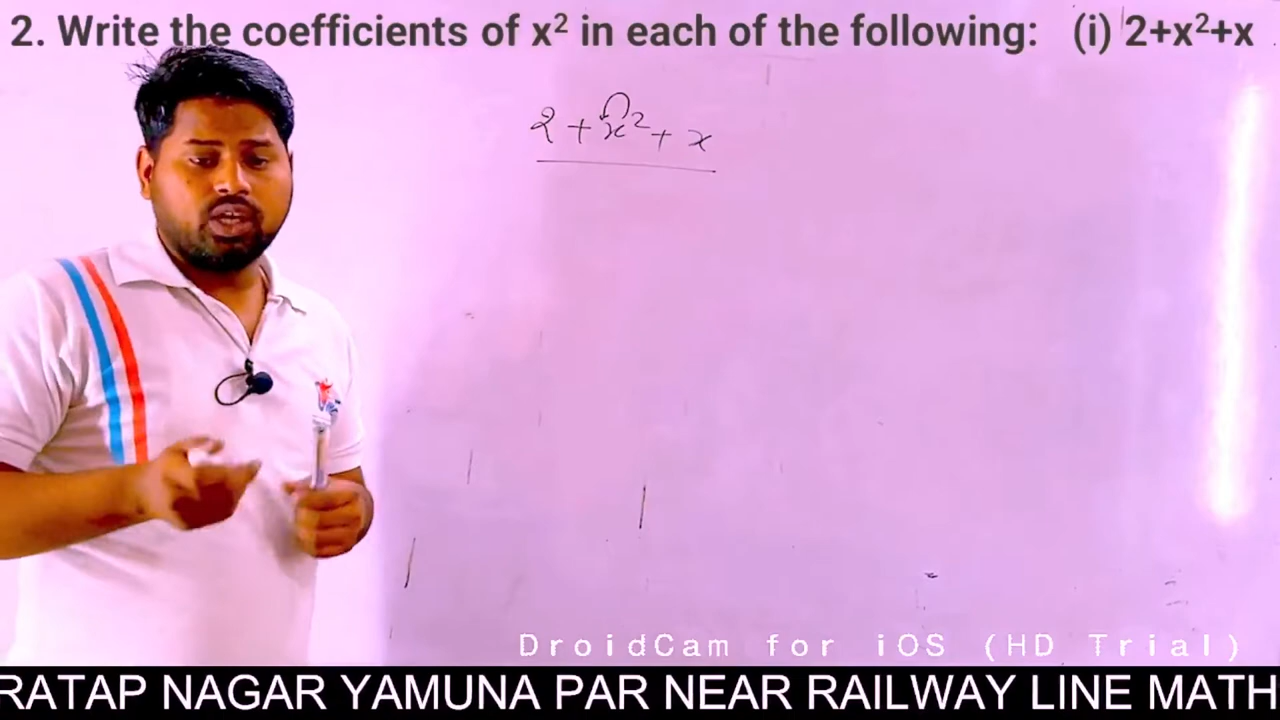 2. Write the coefficients of x² in each of the following: (i) 2+x²+x
2 + x² + x
DroidCam for iOS (HD Trial)
RATAP NAGAR YAMUNA PAR NEAR RAILWAY LINE MATH